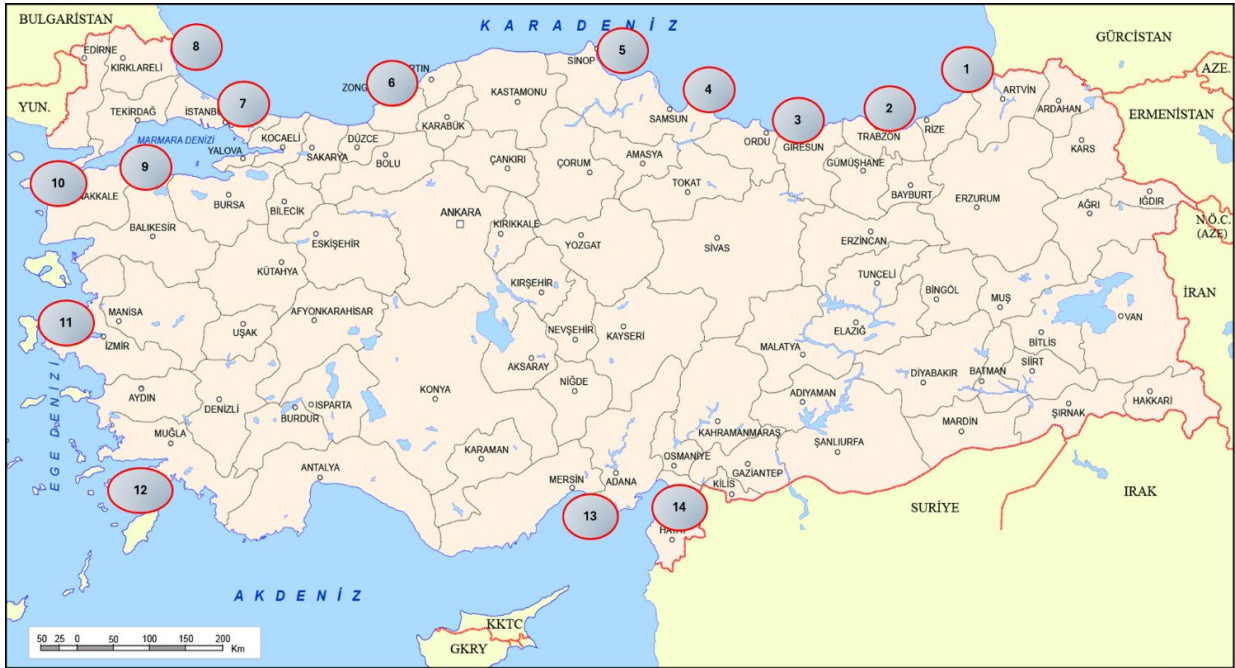 BULGARİSTAN
KARADENİZ
GÜRCİSTAN
EDİRNE
KIRKLARELİ
8
5
SİNOP
6
ZONG
RTIN
1
AZE.
YUN.
TEKİRDAĞ
İSTANBU
7
KASTAMONU
4
ARTVİN
ARDAHAN
ERMENİSTAN
MARMARA DENİZİ
KOCAELİ
DÜZCE
KARABÜK
SAMSUN
3
2
TRABZON
RİZE
YALOVA
SAKARYA
BOLU
ORDU
GİRESUN
KARS
9
ÇANKIRI
ÇORUM
AMASYA
GÜMÜŞHANE
10
NAKKALE
BURSA
BİLECİK
TOKAT
BAYBURT
ERZURUM
IĞDIR
AĞRI
ANKARA
KIRIKKALE
N.Ö.C.
(AZE)
BALIKESİR
ESKİŞEHİR
YOZGAT
SİVAS
ERZİNCAN
KÜTAHYA
TUNCELİ
KIRŞEHİR
BİNGÖL
MUŞ
İRAN
MANİSA
AFYONKARAHİSAR
UŞAK
NEVŞEHİR
KAYSERİ
ELAZIĞ
VAN
11
İZMİR
BİTLİS
MALATYA
AKSARAY
SİİRT
NİĞDE
DİYABAKIR
BATMAN
AYDIN
DENİZLİ
ISPARTA
BURDUR
KONYA
ADIYAMAN
HAKKARİ
ŞIRNAK
EGE DENİZİ
MUĞLA
KARAMAN
KAHRAMANMARAŞ
MARDİN
ŞANLIURFA
ANTALYA
OSMANİYE
GAZİANTEP
MERSİN
ADANA
KİLİS
12
13
14
HATAY
SURİYE
IRAK
AKDENİZ
KKTC
GKRY
50 25 0 50 100 150 200
Km